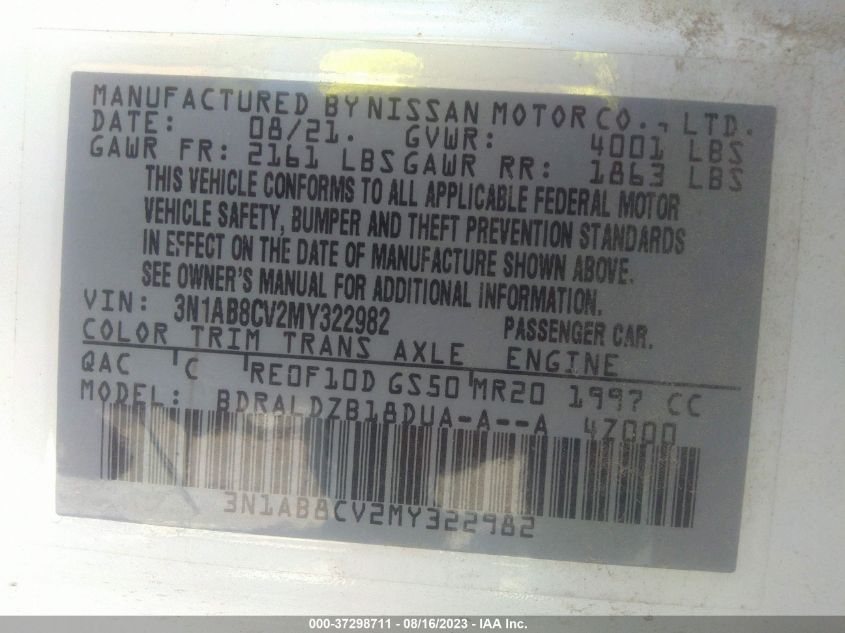 MANUFACTURED BY NISSAN MOTOR CO., LTD.
DATE: 08/21. GVWR: 4001 LBS
GAWR FR: 2161 LBS GAWR RR: 1863 LBS
THIS VEHICLE CONFORMS TO ALL APPLICABLE FEDERAL MOTOR
VEHICLE SAFETY, BUMPER AND THEFT PREVENTION STANDARDS
IN EFFECT ON THE DATE OF MANUFACTURE SHOWN ABOVE.
SEE OWNER'S MANUAL FOR ADDITIONAL INFORMATION.
VIN: 3N1AB8CV2MY322982 PASSENGER CAR.
COLOR TRIM TRANS AXLE ENGINE
QAC C RE0F10D GS50 MR20 1997 CC
MODEL: BDRALDZB18DUA-A--A 4Z000
3N1AB8CV2MY322982
000-37298711 - 08/16/2023 - IAA Inc.